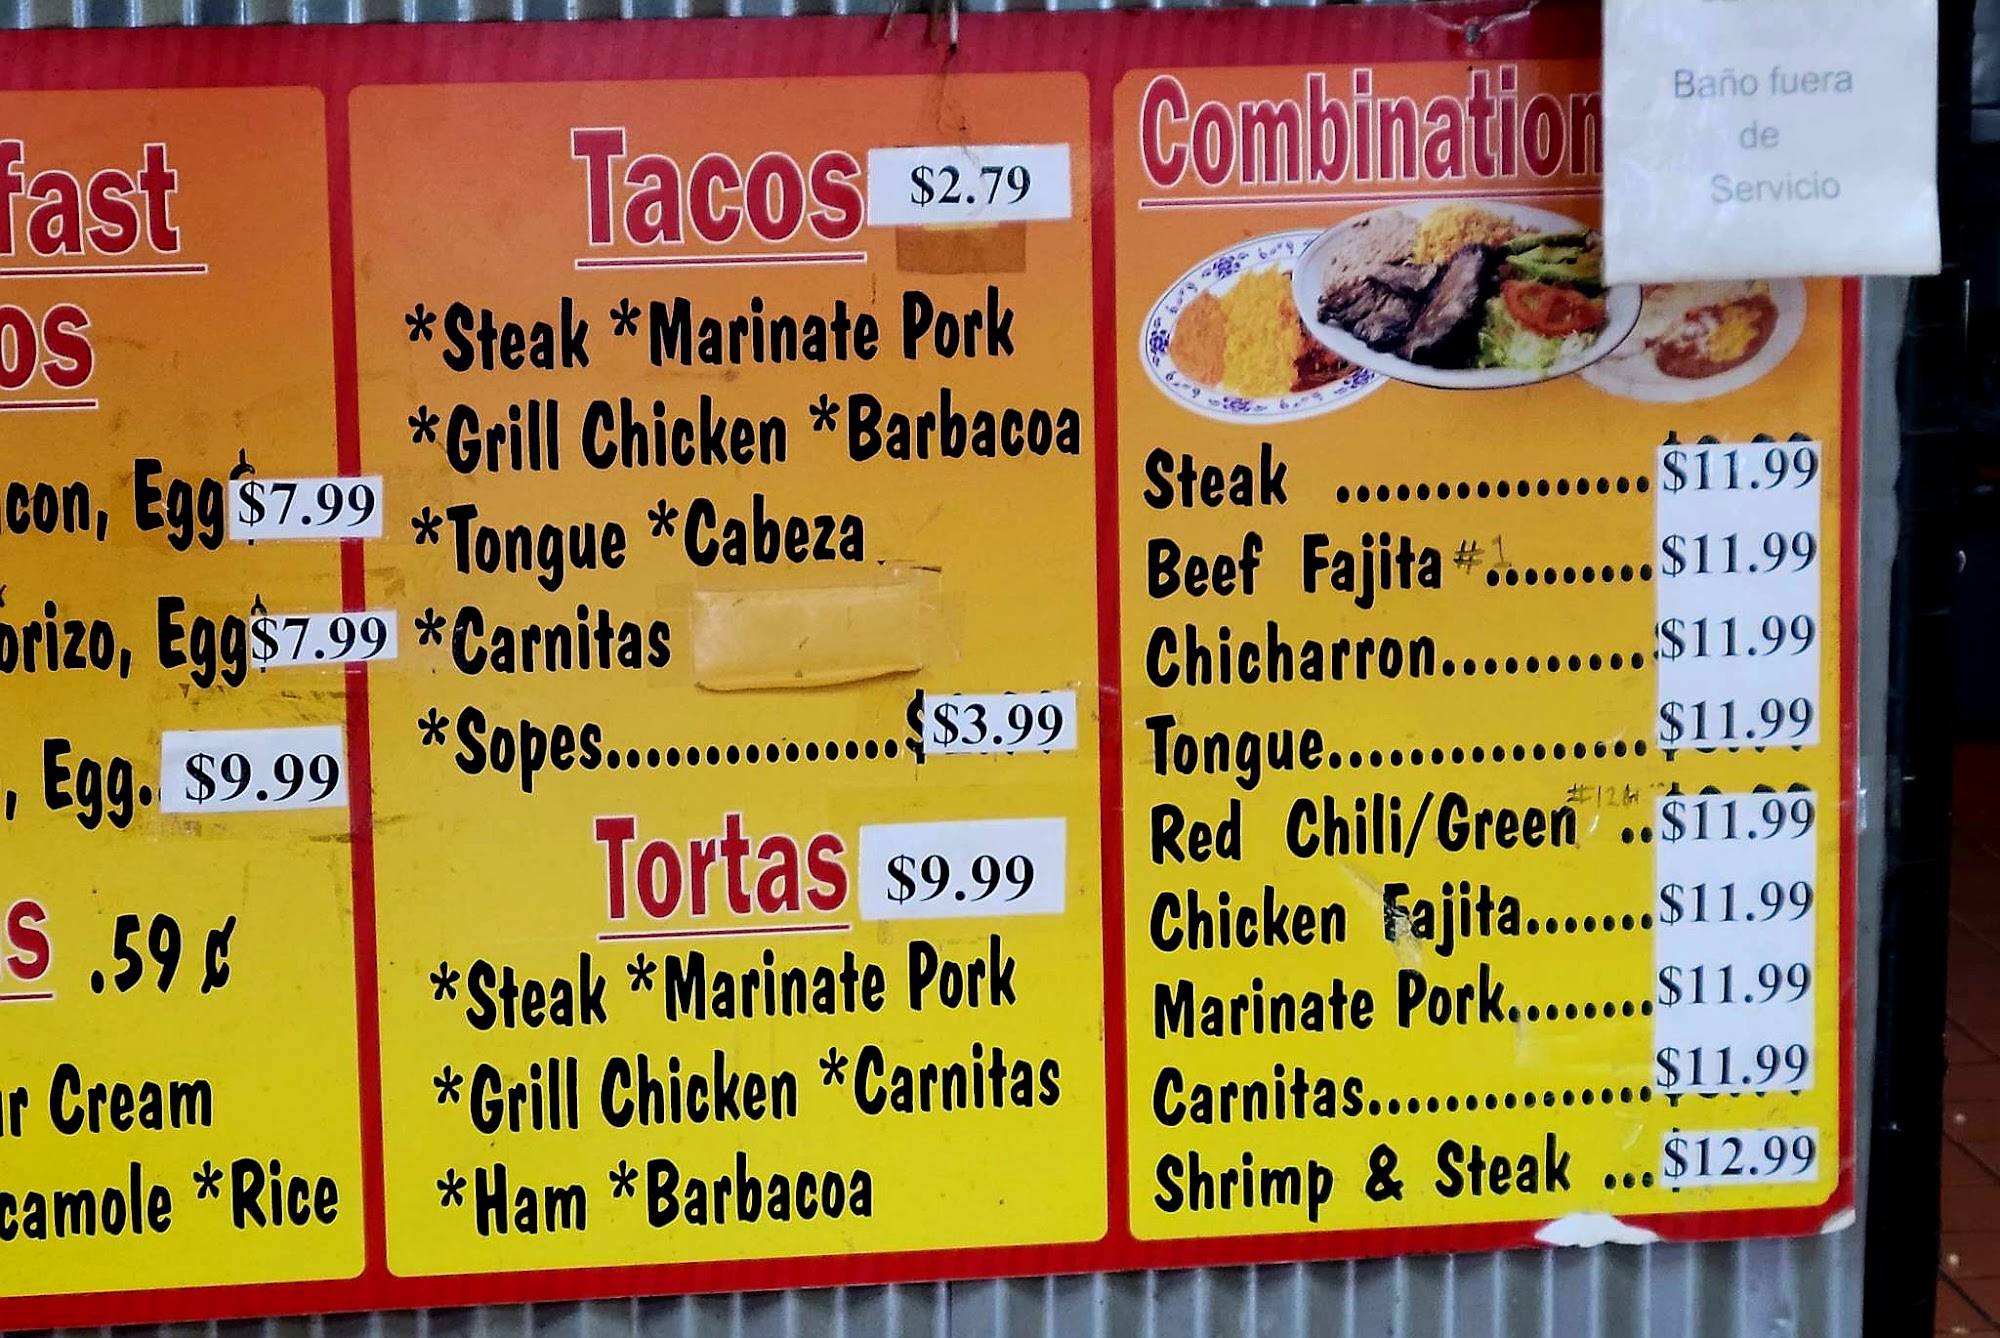 fast
os
con, Egg $7.99
orizo, Egg $7.99
, Egg. $9.99
s .59 ¢
r Cream
camole *Rice
Tacos $2.79
*Steak *Marinate Pork
*Grill Chicken *Barbacoa
*Tongue *Cabeza
*Carnitas
*Sopes...............$3.99
Tortas $9.99
*Steak *Marinate Pork
*Grill Chicken *Carnitas
*Ham *Barbacoa
Combination
Steak ................$11.99
Beef Fajita #1.........$11.99
Chicharron..........$11.99
Tongue................$11.99
Red Chili/Green ..$11.99
Chicken Fajita.......$11.99
Marinate Pork........$11.99
Carnitas...............$11.99
Shrimp & Steak ...$12.99
Baño fuera
de
Servicio